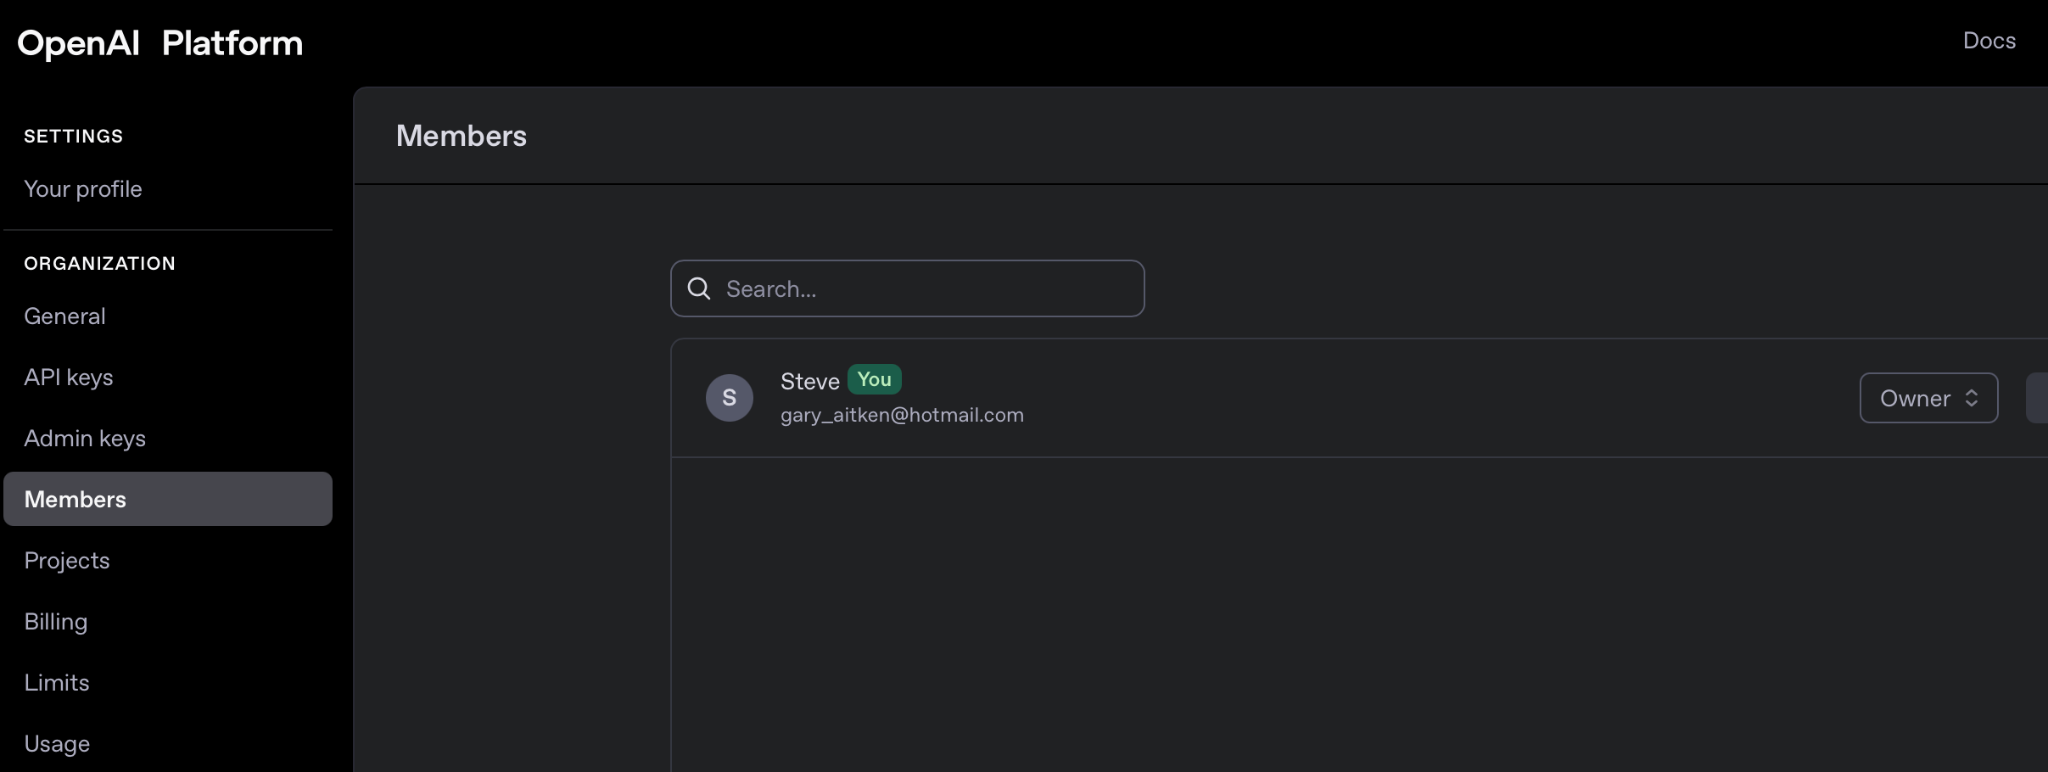 OpenAI Platform
Docs
SETTINGS
Your profile
ORGANIZATION
General
API keys
Admin keys
Members
Projects
Billing
Limits
Usage
Members
Search...
S
Steve You
gary_aitken@hotmail.com
Owner